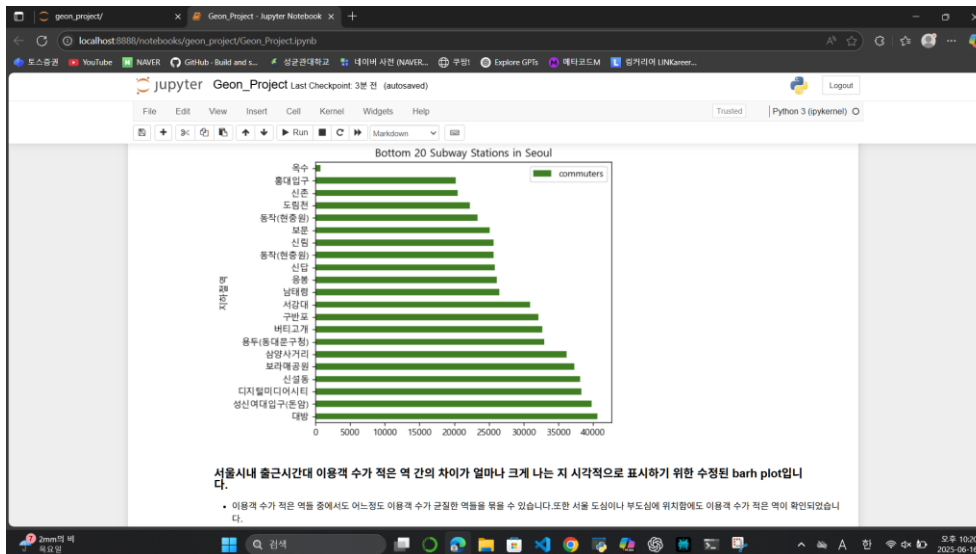 geon_project/
Geon_Project - Jupyter Notebook
localhost:8888/notebooks/geon_project/Geon_Project.ipynb
토스증권 YouTube NAVER GitHub - Build and s... 성균관대학교 네이버 사전 (NAVER... 쿠팡! Explore GPTs 메타코드M 링커리어 LINKareer...
jupyter Geon_Project Last Checkpoint: 3분 전 (autosaved) Logout
File Edit View Insert Cell Kernel Widgets Help Trusted Python 3 (ipykernel)
Run Markdown
Bottom 20 Subway Stations in Seoul
commuters
지하철역
옥수
홍대입구
신촌
도림천
동작(현충원)
보문
신림
동작(현충원)
신답
응봉
남태령
서강대
구반포
버티고개
용두(동대문구청)
삼양사거리
보라매공원
신설동
디지털미디어시티
성신여대입구(돈암)
대방
0 5000 10000 15000 20000 25000 30000 35000 40000
서울시내 출근시간대 이용객 수가 적은 역 간의 차이가 얼마나 크게 나는 지 시각적으로 표시하기 위한 수정된 barh plot입니
다.
이용객 수가 적은 역들 중에서도 어느정도 이용객 수가 균질한 역들을 묶을 수 있습니다.또한 서울 도심이나 부도심에 위치함에도 이용객 수가 적은 역이 확인되었습니
다.
7
2mm의 비
목요일
검색
A 한
오후 10:26